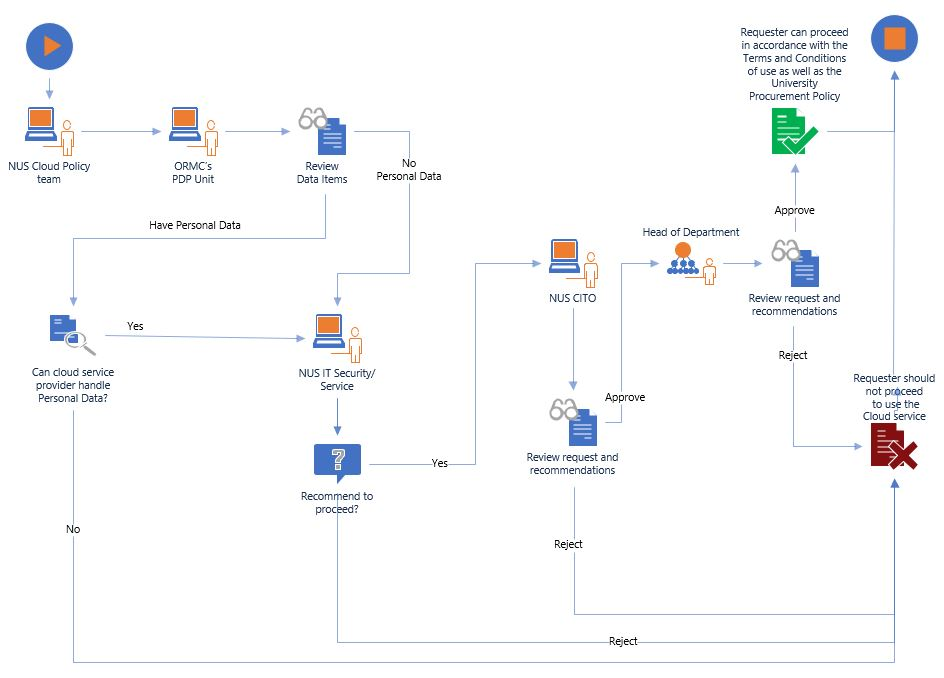 Requester can proceed
in accordance with the
Terms and Conditions
of use as well as the
University
Procurement Policy
NUS Cloud Policy
team
ORMC's
PDP Unit
Review
Data Items
No
Personal Data
Have Personal Data
Approve
Head of Department
NUS CITO
Review request and
recommendations
Yes
Can cloud service
provider handle
Personal Data?
NUS IT Security/
Service
Reject
Requester should
not proceed
to use the
Cloud service
Approve
Review request and
recommendations
?
Yes
Recommend to
proceed?
No
Reject
Reject